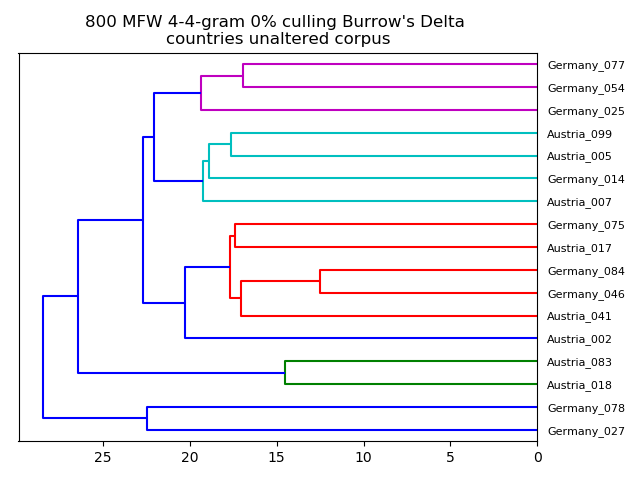 800 MFW 4-4-gram 0% culling Burrow's Delta
countries unaltered corpus
Germany_077
Germany_054
Germany_025
Austria_099
Austria_005
Germany_014
Austria_007
Germany_075
Austria_017
Germany_084
Germany_046
Austria_041
Austria_002
Austria_083
Austria_018
Germany_078
Germany_027
25 20 15 10 5 0